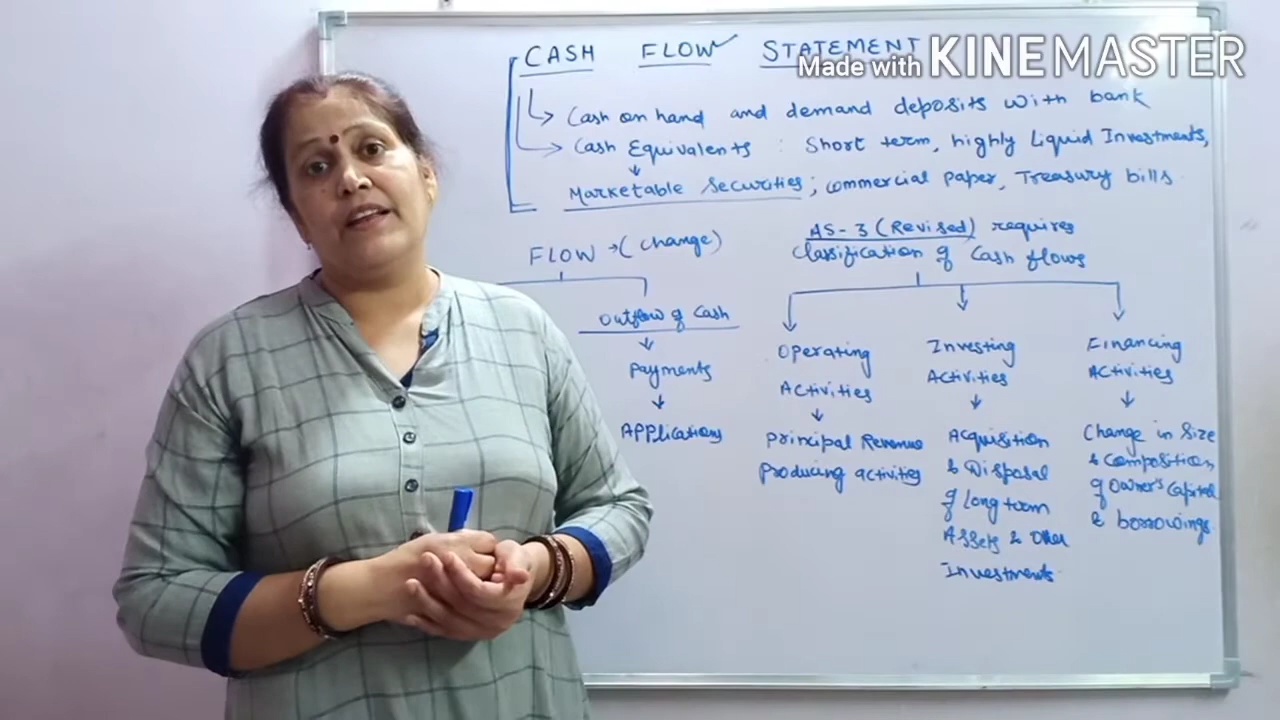 CASH FLOW STATEMENT
Made with KINEMASTER
Cash on hand and demand deposits with bank
Cash Equivalents : Short term, highly Liquid Investments,
Marketable Securities; commercial paper, Treasury bills
FLOW → (change)
Outflow of Cash
Payments
Applications
AS-3 (Revised) requires
Classification of Cash flows
Operating
Activities
Principal Revenue
Producing activities
Investing
Activities
Acquisition
& Disposal
of long term
Assets & Other
Investments
Financing
Activities
Change in Size
& Composition
of Owner's Capital
& borrowings